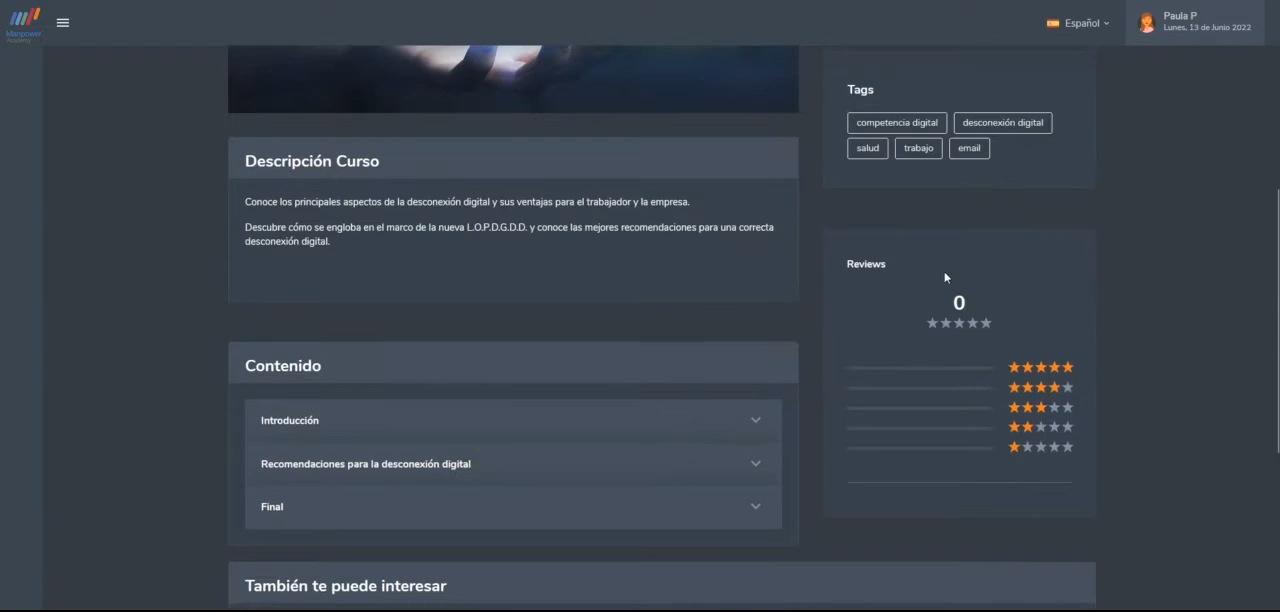 Manpower
Academy
Español
Paula P
Lunes, 13 de Junio 2022
Tags
competencia digital
desconexión digital
salud
trabajo
email
Descripción Curso
Conoce los principales aspectos de la desconexión digital y sus ventajas para el trabajador y la empresa.
Descubre cómo se engloba en el marco de la nueva L.O.P.D.G.D.D. y conoce las mejores recomendaciones para una correcta
desconexión digital.
Reviews
0
Contenido
Introducción
Recomendaciones para la desconexión digital
Final
También te puede interesar